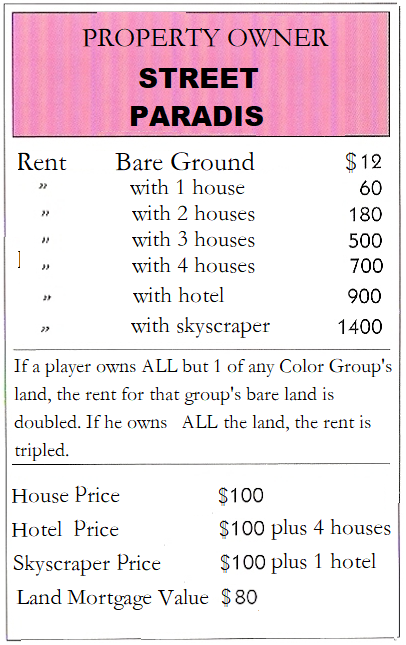 PROPERTY OWNER
STREET
PARADIS
Rent Bare Ground $12
" with 1 house 60
" with 2 houses 180
" with 3 houses 500
" with 4 houses 700
" with hotel 900
" with skyscraper 1400
If a player owns ALL but 1 of any Color Group's
land, the rent for that group's bare land is
doubled. If he owns ALL the land, the rent is
tripled.
House Price $100
Hotel Price $100 plus 4 houses
Skyscraper Price $100 plus 1 hotel
Land Mortgage Value $80